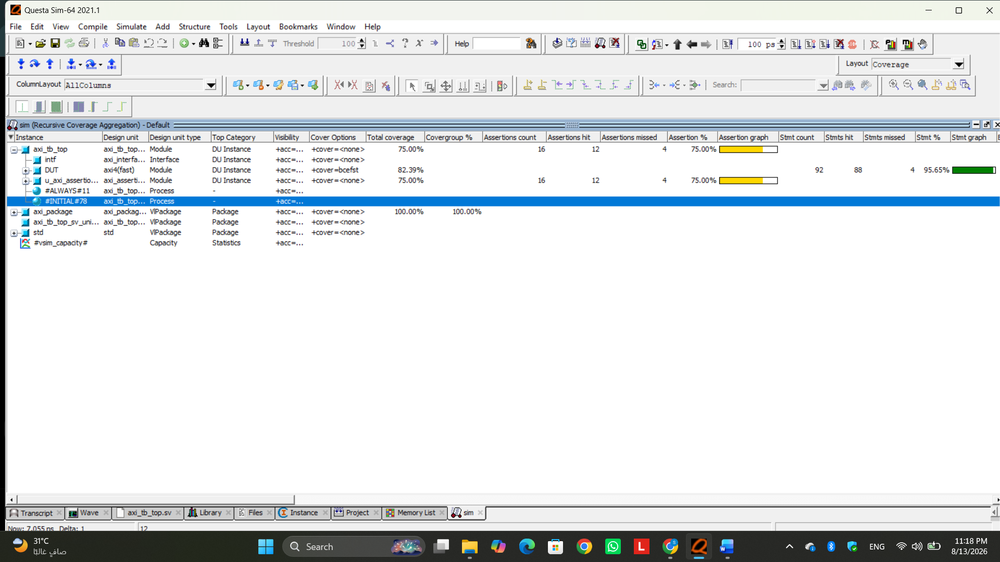 Questa Sim-64 2021.1
File Edit View Compile Simulate Add Structure Tools Layout Bookmarks Window Help
Threshold 100 Help 100 ps
Layout Coverage
ColumnLayout AllColumns Search:
sim (Recursive Coverage Aggregation) - Default
Instance Design unit Design unit type Top Category Visibility Cover Options Total coverage Covergroup % Assertions count Assertions hit Assertions missed Assertion % Assertion graph Stmt count Stmts hit Stmts missed Stmt % Stmt graph
axi_tb_top axi_tb_top... Module DU Instance +acc=... +cover=<none> 75.00% 16 12 4 75.00%
intf axi_interfa... Interface DU Instance +acc=... +cover=<none>
DUT axi4(fast) Module DU Instance +acc=... +cover=bcefst 82.39% 92 88 4 95.65%
u_axi_assertio... axi_asserti... Module DU Instance +acc=... +cover=<none> 75.00% 16 12 4 75.00%
#ALWAYS#11 axi_tb_top... Process - +acc=...
#INITIAL#78 axi_tb_top... Process - +acc=...
axi_package axi_packag... VlPackage Package +acc=... +cover=<none> 100.00% 100.00%
axi_tb_top_sv_uni... axi_tb_top... VlPackage Package +acc=... +cover=<none>
std std VlPackage Package +acc=... +cover=<none>
#vsim_capacity# Capacity Statistics +acc=...
Transcript Wave axi_tb_top.sv Library Files Instance Project Memory List sim
Now: 7,055 ns Delta: 1 12
31°C
صافٍ غالبًا
Search
ENG
11:18 PM
8/13/2026